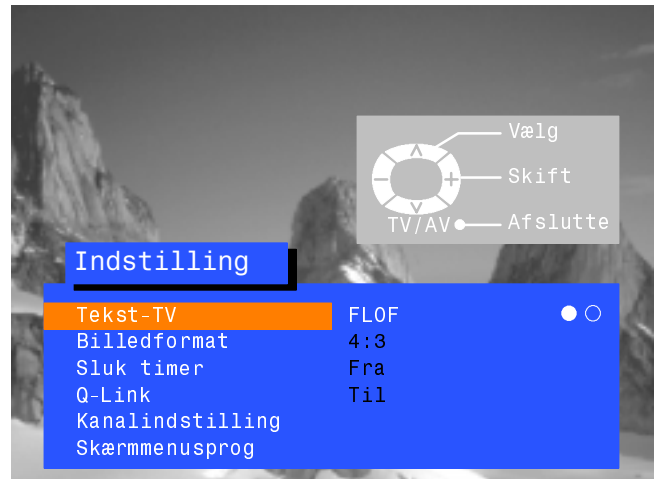 Vælg
Skift
TV/AV Afslutte
Indstilling
Tekst-TV FLOF
Billedformat 4:3
Sluk timer Fra
Q-Link Til
Kanalindstilling
Skærmmenusprog